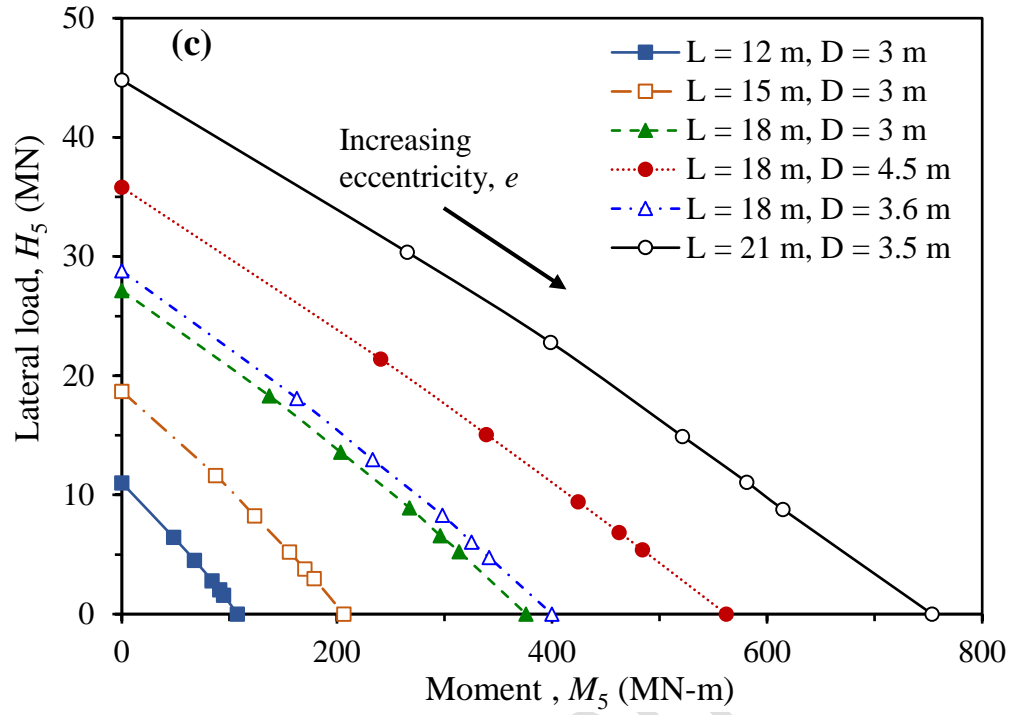 (c)
50
40
30
20
10
0
Lateral load, H₅ (MN)
Increasing
eccentricity, e
L = 12 m, D = 3 m
L = 15 m, D = 3 m
L = 18 m, D = 3 m
L = 18 m, D = 4.5 m
L = 18 m, D = 3.6 m
L = 21 m, D = 3.5 m
0 200 400 600 800
Moment , M₅ (MN-m)